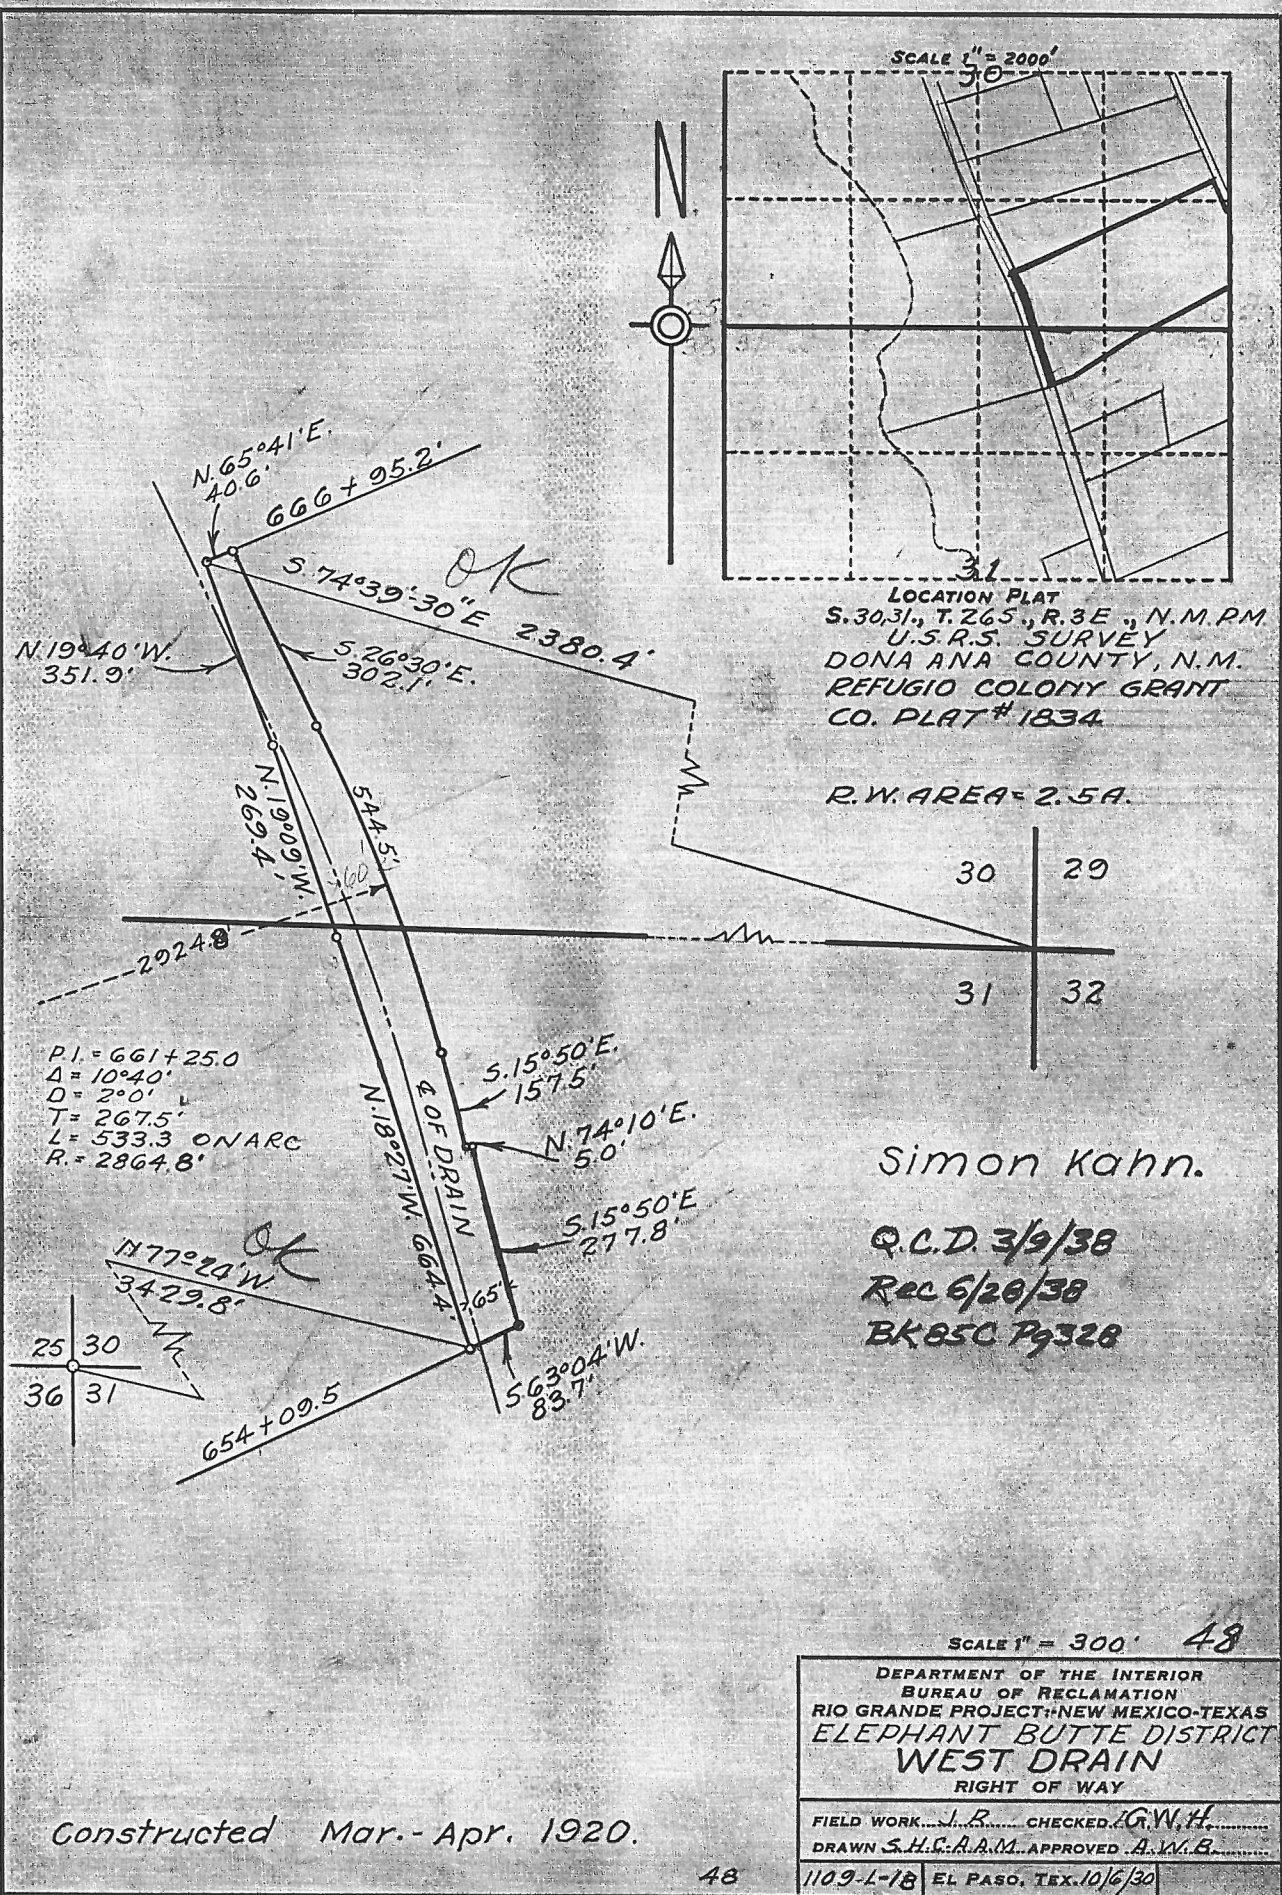 SCALE 1" = 2000'
30
N
31
LOCATION PLAT
S.30,31., T.26S., R.3E., N.M.P.M.
U.S.R.S. SURVEY
DONA ANA COUNTY, N.M.
REFUGIO COLONY GRANT
CO. PLAT # 1834
R.W. AREA = 2.5A.
N.65°41'E.
40.6'
666+95.2'
OK
S.74°39'-30"E 2380.4'
N.19°40'W.
351.9'
S.26°30'E.
302.1'
N.19°09'W.
269.4'
544.5'
60'
2924.8'
30 29
31 32
P.I. = 661+25.0
Δ = 10°40'
D = 2°0' L
T = 267.5'
L = 533.3 ON ARC
R. = 2864.8'
S.15°50'E.
157.5'
N.74°10'E.
5.0'
N.18°27'W. 664.4'
℄ OF DRAIN
S.15°50'E
277.8'
OK
N77°24'W.
3429.8'
65'
S.63°04'W.
83.7'
25 30
36 31
654+09.5
Simon Kahn.
Q.C.D. 3/9/38
Rec 6/28/38
BK85C Pg328
SCALE 1" = 300' 48
DEPARTMENT OF THE INTERIOR
BUREAU OF RECLAMATION
RIO GRANDE PROJECT:-NEW MEXICO-TEXAS
ELEPHANT BUTTE DISTRICT
WEST DRAIN
RIGHT OF WAY
FIELD WORK J.R. CHECKED G.W.H.
DRAWN S.H.C.-A.A.M. APPROVED A.W.B.
1109-L-18 EL PASO, TEX. 10/6/30
Constructed Mar.-Apr. 1920.
48